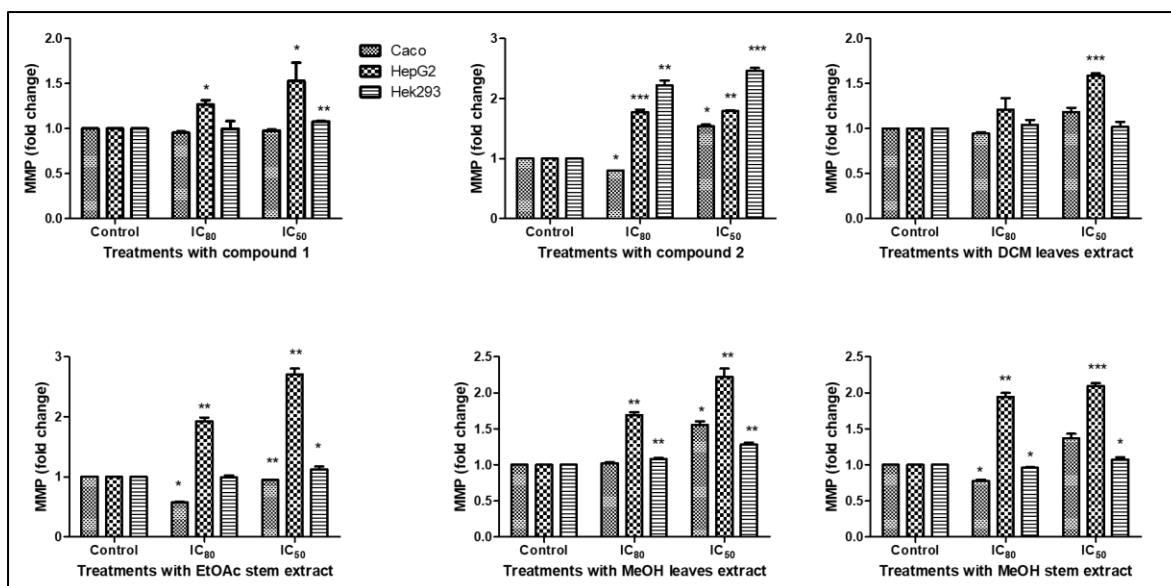 2.0
1.5
1.0
0.5
0.0
MMP (fold change)
*
*
**
Control
IC80
IC50
Treatments with compound 1
Caco
HepG2
Hek293
3
2
1
0
MMP (fold change)
*
***
**
*
**
***
Control
IC80
IC50
Treatments with compound 2
2.0
1.5
1.0
0.5
0.0
MMP (fold change)
***
Control
IC80
IC50
Treatments with DCM leaves extract
3
2
1
0
MMP (fold change)
*
**
**
**
*
Control
IC80
IC50
Treatments with EtOAc stem extract
2.5
2.0
1.5
1.0
0.5
0.0
MMP (fold change)
**
**
*
**
**
Control
IC80
IC50
Treatments with MeOH leaves extract
2.5
2.0
1.5
1.0
0.5
0.0
MMP (fold change)
*
**
*
***
*
Control
IC80
IC50
Treatments with MeOH stem extract